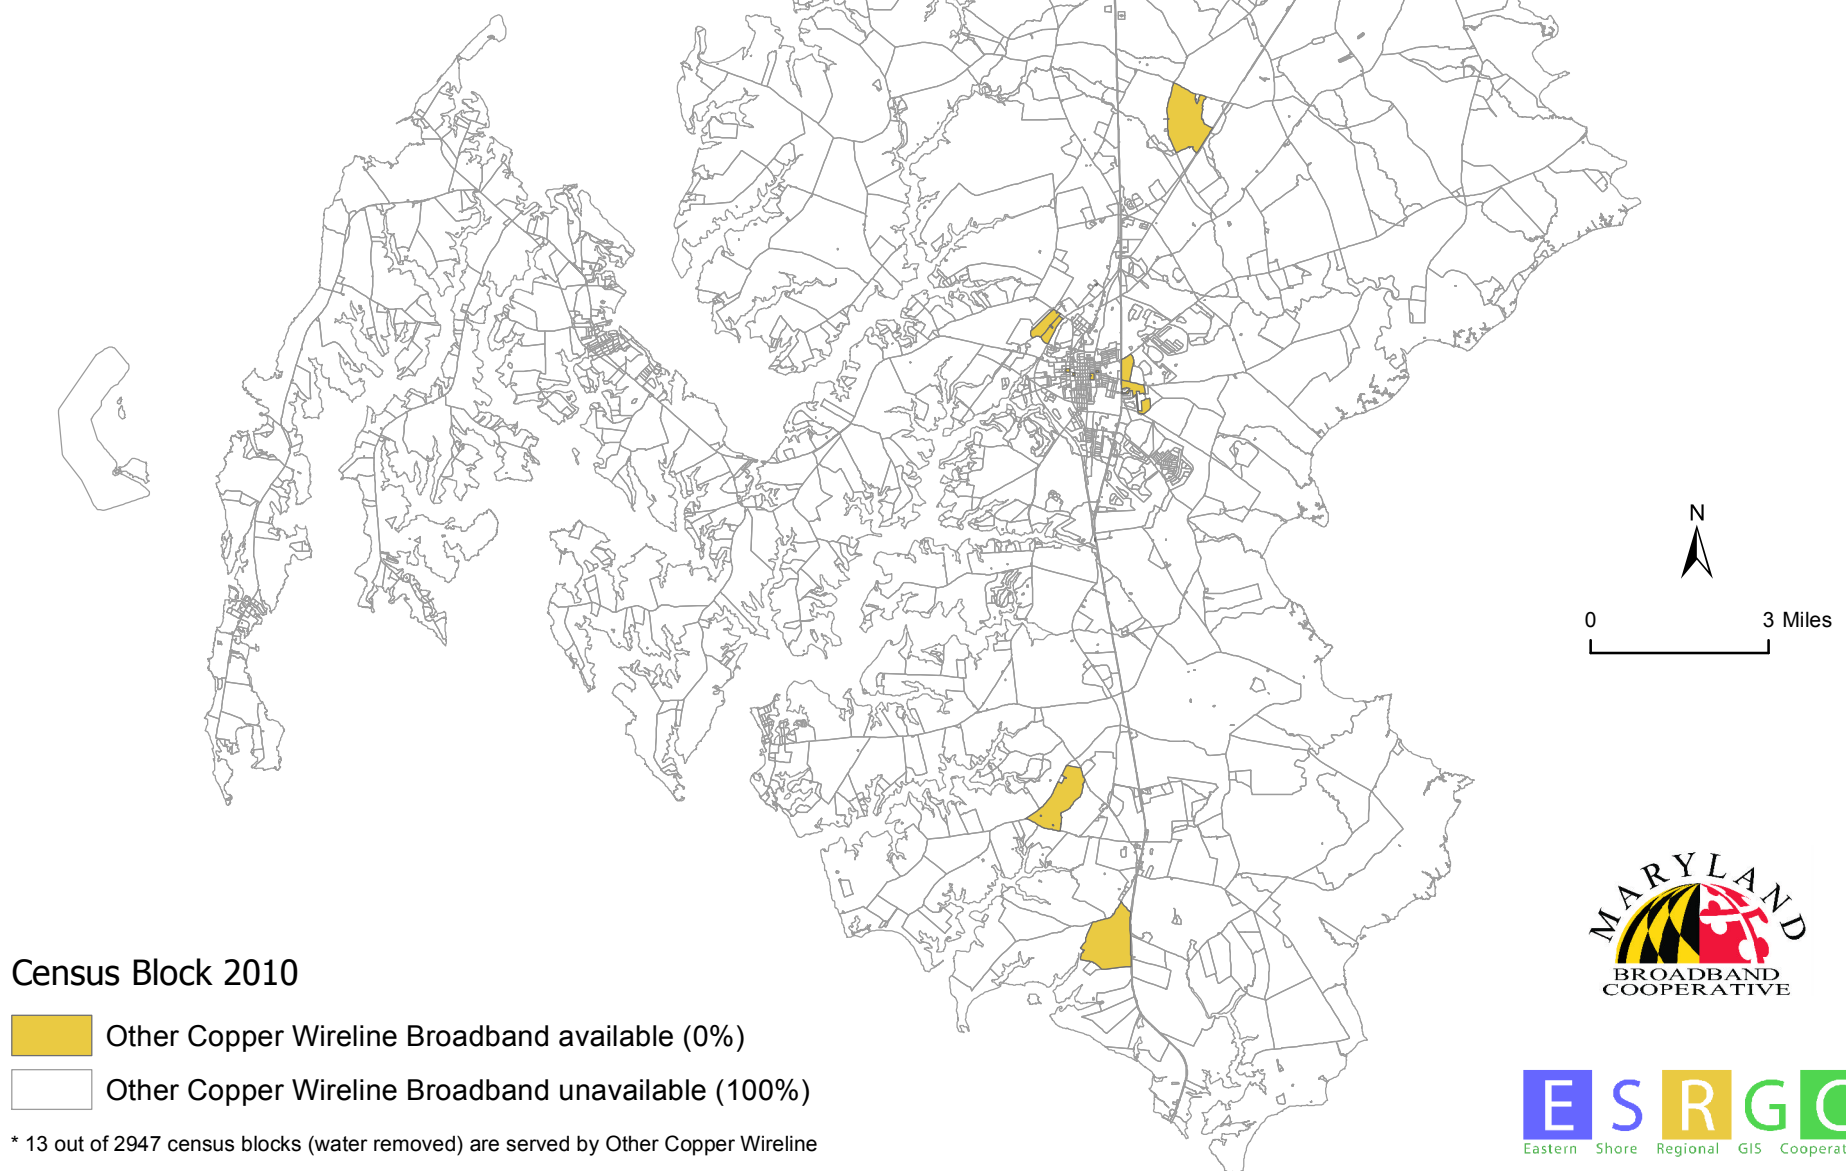 N
0 3 Miles
MARYLAND
BROADBAND
COOPERATIVE
Census Block 2010
Other Copper Wireline Broadband available (0%)
Other Copper Wireline Broadband unavailable (100%)
* 13 out of 2947 census blocks (water removed) are served by Other Copper Wireline
E S R G C
Eastern Shore Regional GIS Cooperat